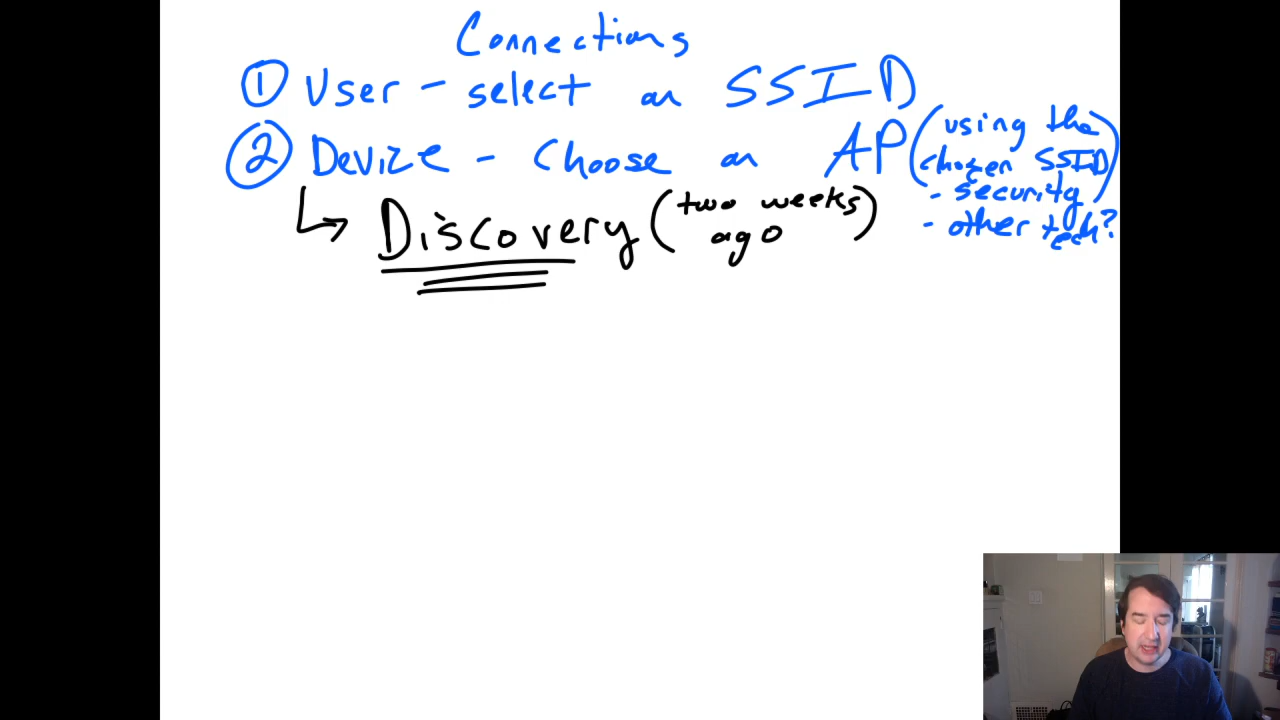 Connections
① User - select an SSID
② Device - Choose an AP (using the chosen SSID)
- security
- other tech?
↳ Discovery (two weeks ago)